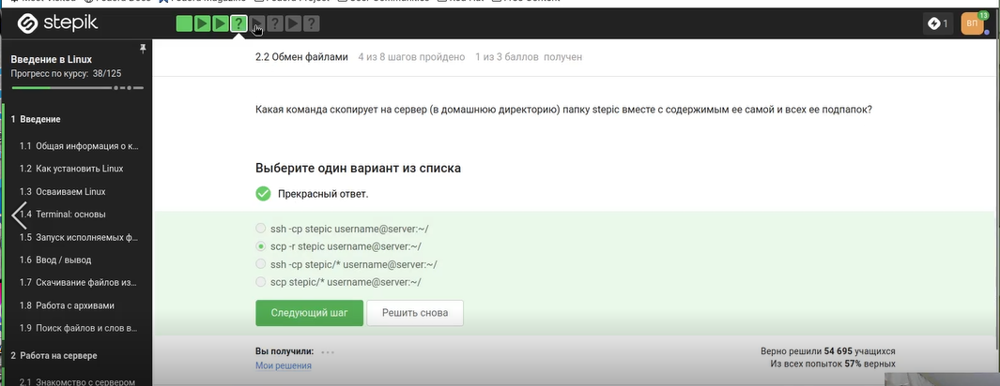 stepik
1
ВП
13
Введение в Linux
Прогресс по курсу: 38/125
1 Введение
1.1 Общая информация о к...
1.2 Как установить Linux
1.3 Осваиваем Linux
1.4 Terminal: основы
1.5 Запуск исполняемых ф...
1.6 Ввод / вывод
1.7 Скачивание файлов из...
1.8 Работа с архивами
1.9 Поиск файлов и слов в...
2 Работа на сервере
2.1 Знакомство с сервером
2.2 Обмен файлами 4 из 8 шагов пройдено 1 из 3 баллов получен
Какая команда скопирует на сервер (в домашнюю директорию) папку stepic вместе с содержимым ее самой и всех ее подпапок?
Выберите один вариант из списка
Прекрасный ответ.
ssh -cp stepic username@server:~/
scp -r stepic username@server:~/
ssh -cp stepic/* username@server:~/
scp stepic/* username@server:~/
Следующий шаг Решить снова
Вы получили:
Мои решения
Верно решили 54 695 учащихся
Из всех попыток 57% верных